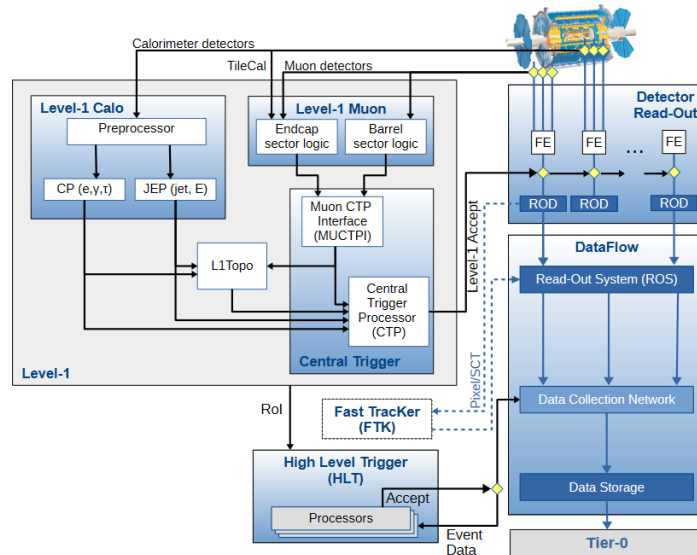 Calorimeter detectors
TileCal
Muon detectors
Detector
Read-Out
Level-1 Calo
Preprocessor
CP (e,γ,τ)
JEP (jet, E)
Level-1 Muon
Endcap
sector logic
Barrel
sector logic
FE
FE
...
FE
ROD
ROD
ROD
Muon CTP
Interface
(MUCTPI)
L1Topo
Central
Trigger
Processor
(CTP)
Central Trigger
Level-1
Level-1 Accept
Pixel/SCT
DataFlow
Read-Out System (ROS)
Data Collection Network
Data Storage
RoI
Fast TracKer
(FTK)
High Level Trigger
(HLT)
Accept
Processors
Event
Data
Tier-0